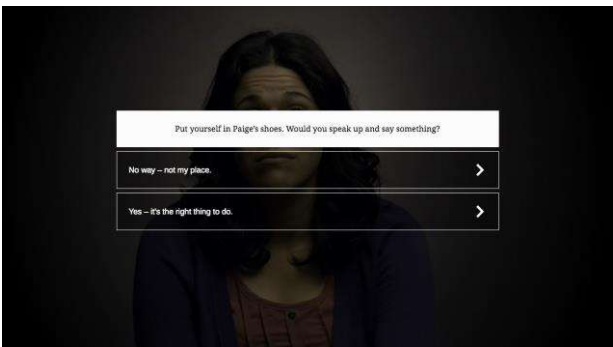 Put yourself in Paige's shoes. Would you speak up and say something?
No way – not my place.
Yes – it's the right thing to do.